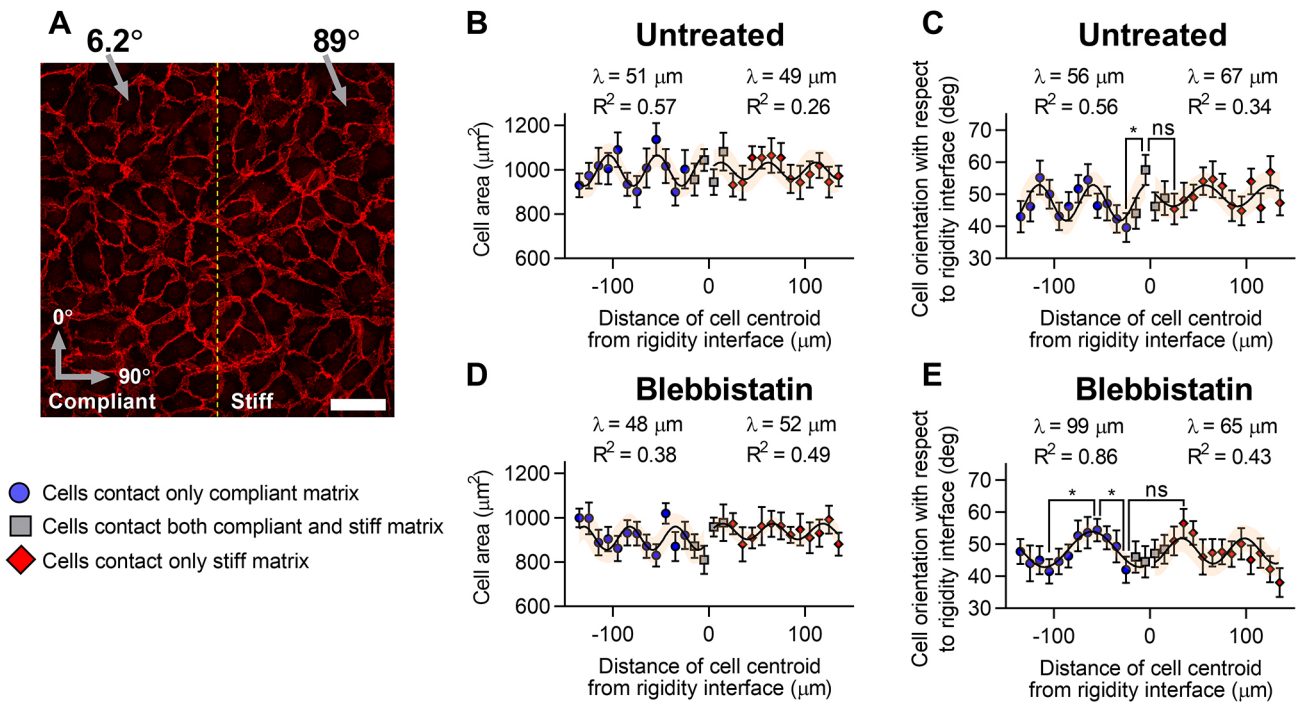 A
6.2°
89°
0°
90°
Compliant
Stiff
Cells contact only compliant matrix
Cells contact both compliant and stiff matrix
Cells contact only stiff matrix
B
Untreated
λ = 51 μm
R² = 0.57
λ = 49 μm
R² = 0.26
Cell area (μm²)
1200
1000
800
600
-100
0
100
Distance of cell centroid
from rigidity interface (μm)
C
Untreated
λ = 56 μm
R² = 0.56
λ = 67 μm
R² = 0.34
*
ns
Cell orientation with respect
to rigidity interface (deg)
70
60
50
40
30
-100
0
100
Distance of cell centroid
from rigidity interface (μm)
D
Blebbistatin
λ = 48 μm
R² = 0.38
λ = 52 μm
R² = 0.49
Cell area (μm²)
1200
1000
800
600
-100
0
100
Distance of cell centroid
from rigidity interface (μm)
E
Blebbistatin
λ = 99 μm
R² = 0.86
λ = 65 μm
R² = 0.43
*
*
ns
Cell orientation with respect
to rigidity interface (deg)
70
60
50
40
30
-100
0
100
Distance of cell centroid
from rigidity interface (μm)